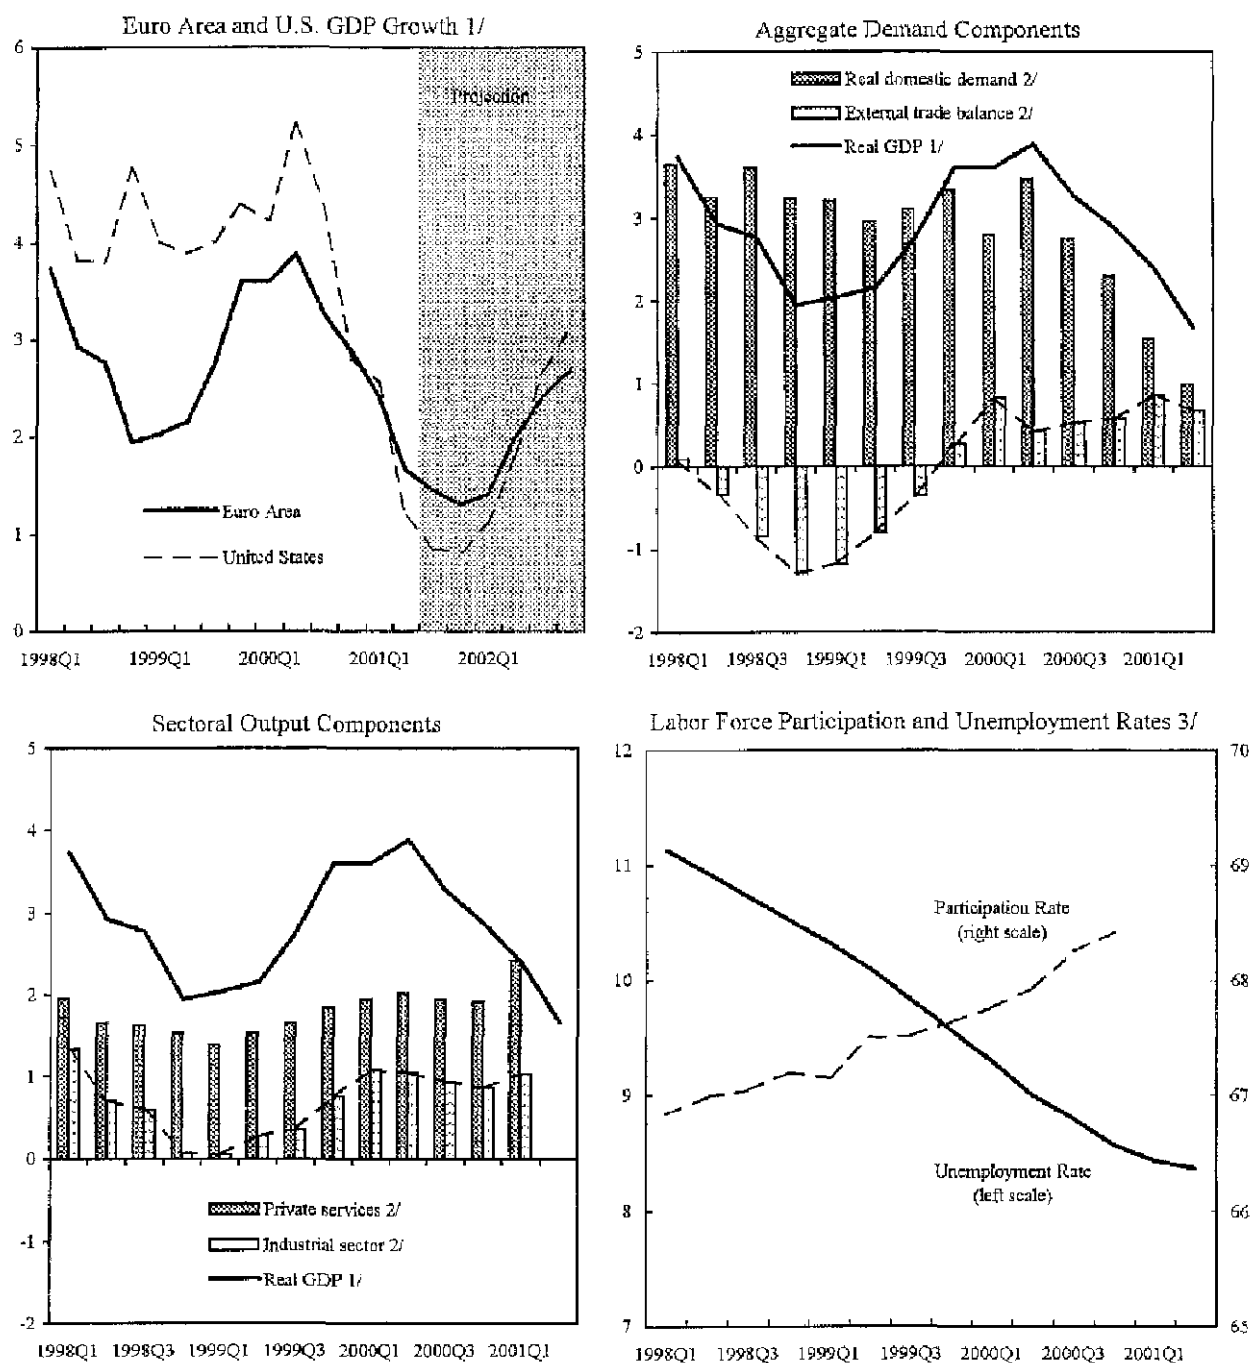 Euro Area and U.S. GDP Growth 1/
6
Projection
5
4
3
2
1
0
Euro Area
United States
1998Q1 1999Q1 2000Q1 2001Q1 2002Q1
Aggregate Demand Components
5
Real domestic demand 2/
External trade balance 2/
4
Real GDP 1/
3
2
1
0
-1
-2
1998Q1 1998Q3 1999Q1 1999Q3 2000Q1 2000Q3 2001Q1
Sectoral Output Components
5
4
3
2
1
0
Private services 2/
-1
Industrial sector 2/
Real GDP 1/
-2
1998Q1 1998Q3 1999Q1 1999Q3 2000Q1 2000Q3 2001Q1
Labor Force Participation and Unemployment Rates 3/
12 70
11 69
Participation Rate
(right scale)
10 68
9 67
Unemployment Rate
(left scale)
8 66
7 65
1998Q1 1998Q3 1999Q1 1999Q3 2000Q1 2000Q3 2001Q1